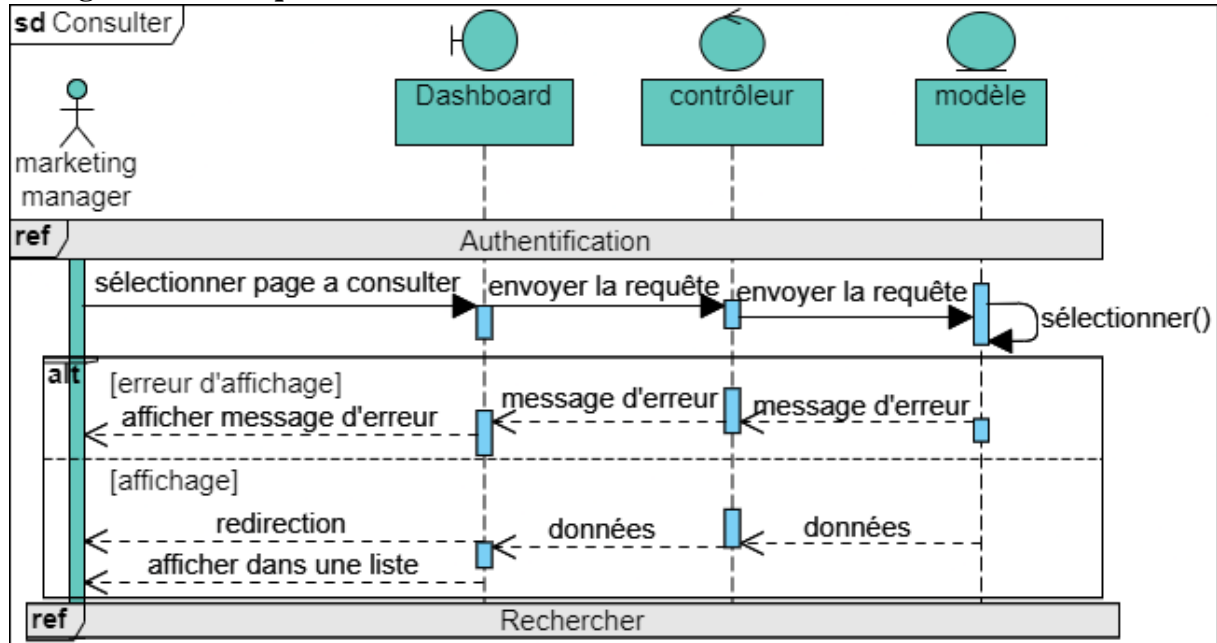 sd Consulter
Dashboard
contrôleur
modèle
marketing
manager
ref
Authentification
sélectionner page a consulter
envoyer la requête
envoyer la requête
sélectionner()
alt
[erreur d'affichage]
message d'erreur
message d'erreur
afficher message d'erreur
[affichage]
redirection
données
données
afficher dans une liste
ref
Rechercher